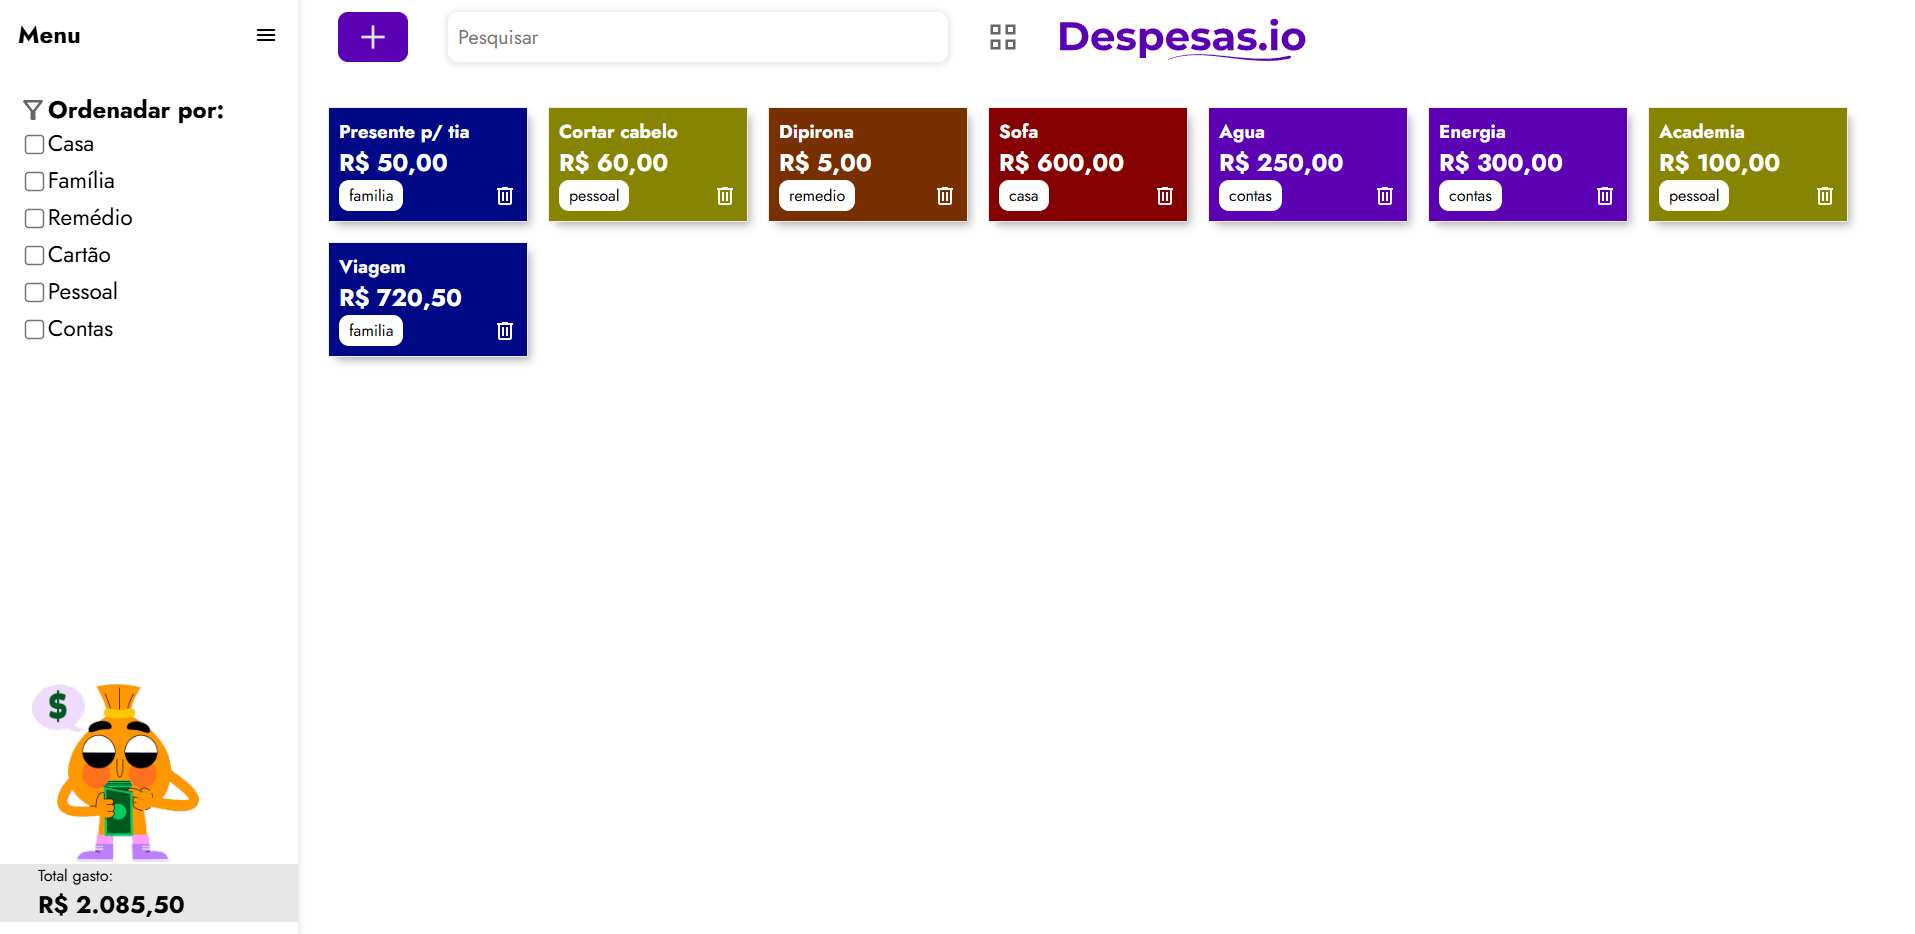 Menu
Ordenadar por:
Casa
Família
Remédio
Cartão
Pessoal
Contas
$
Total gasto:
R$ 2.085,50
Pesquisar
Despesas.io
Presente p/ tia
R$ 50,00
familia
Cortar cabelo
R$ 60,00
pessoal
Dipirona
R$ 5,00
remedio
Sofa
R$ 600,00
casa
Agua
R$ 250,00
contas
Energia
R$ 300,00
contas
Academia
R$ 100,00
pessoal
Viagem
R$ 720,50
familia